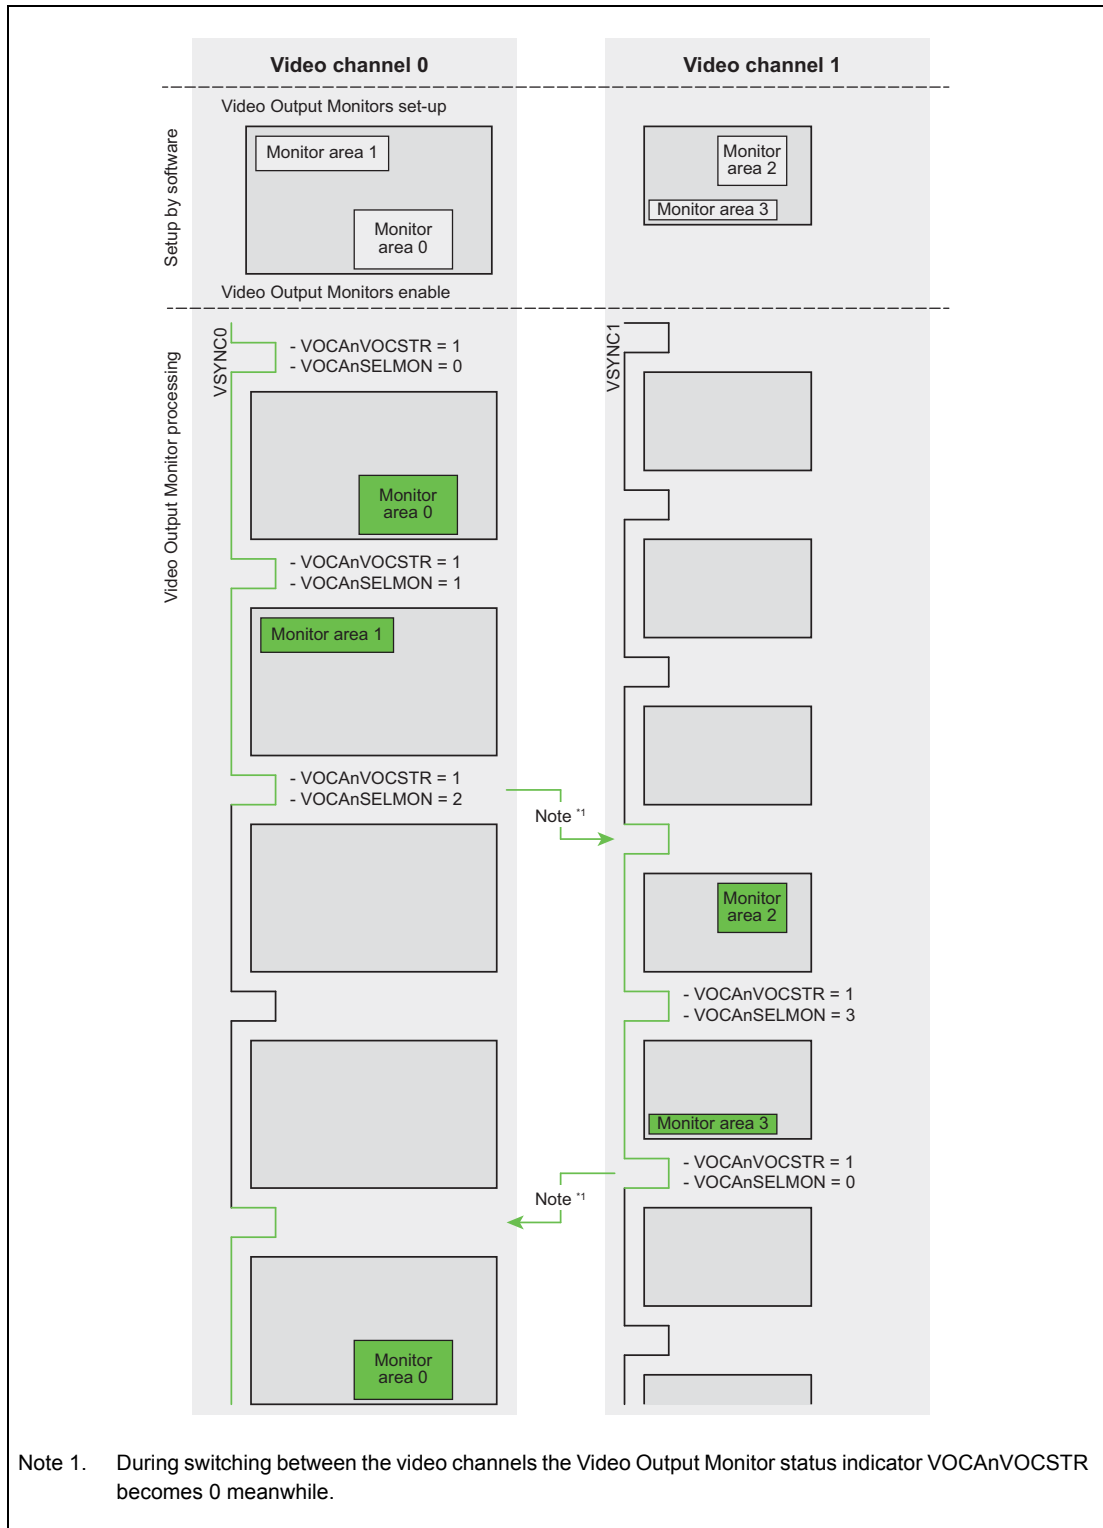 Video channel 0
Video channel 1
Video Output Monitors set-up
Setup by software
Monitor area 1
Monitor
area 0
Monitor
area 2
Monitor area 3
Video Output Monitors enable
Video Output Monitor processing
VSYNC0
- VOCAnVOCSTR = 1
- VOCAnSELMON = 0
VSYNC1
Monitor
area 0
- VOCAnVOCSTR = 1
- VOCAnSELMON = 1
Monitor area 1
- VOCAnVOCSTR = 1
- VOCAnSELMON = 2
Note *1
Monitor
area 2
- VOCAnVOCSTR = 1
- VOCAnSELMON = 3
Monitor area 3
- VOCAnVOCSTR = 1
- VOCAnSELMON = 0
Note *1
Monitor
area 0
Note 1. During switching between the video channels the Video Output Monitor status indicator VOCAnVOCSTR
becomes 0 meanwhile.